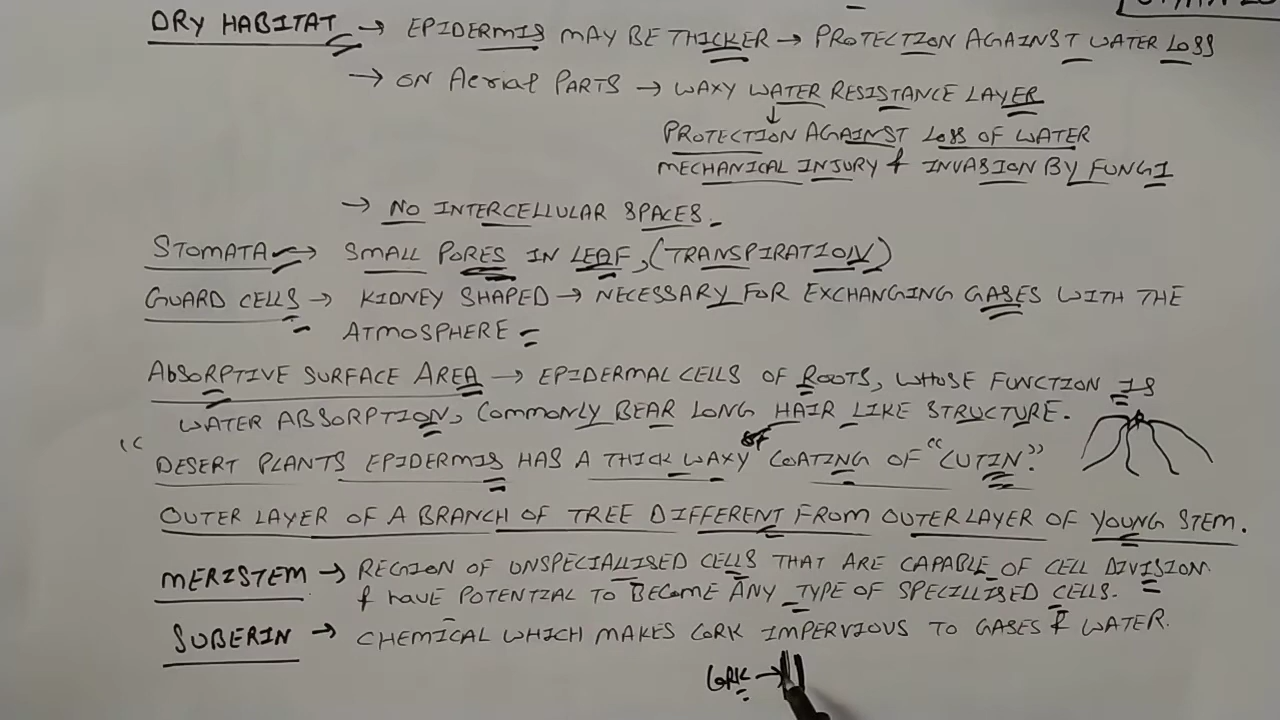 DRY HABITAT → EPIDERMIS MAY BE THICKER → PROTECTION AGAINST WATER LOSS
→ ON AERIAL PARTS → WAXY WATER RESISTANCE LAYER
↓
PROTECTION AGAINST LOSS OF WATER
MECHANICAL INJURY & INVASION BY FUNGI
→ NO INTERCELLULAR SPACES.
STOMATA → SMALL PORES IN LEAF, (TRANSPIRATION)
GUARD CELLS → KIDNEY SHAPED → NECESSARY FOR EXCHANGING GASES WITH THE
ATMOSPHERE
ABSORPTIVE SURFACE AREA → EPIDERMAL CELLS OF ROOTS, WHOSE FUNCTION IS
WATER ABSORPTION, COMMONLY BEAR LONG HAIR LIKE STRUCTURE.
"DESERT PLANTS EPIDERMIS HAS A THICK WAXY COATING OF "CUTIN".
OUTER LAYER OF A BRANCH OF TREE DIFFERENT FROM OUTER LAYER OF YOUNG STEM.
MERISTEM → REGION OF UNSPECIALLISED CELLS THAT ARE CAPABLE OF CELL DIVISION
& HAVE POTENTIAL TO BECOME ANY TYPE OF SPECILLISED CELLS.
SUBERIN → CHEMICAL WHICH MAKES CORK IMPERVIOUS TO GASES & WATER.
CORK →